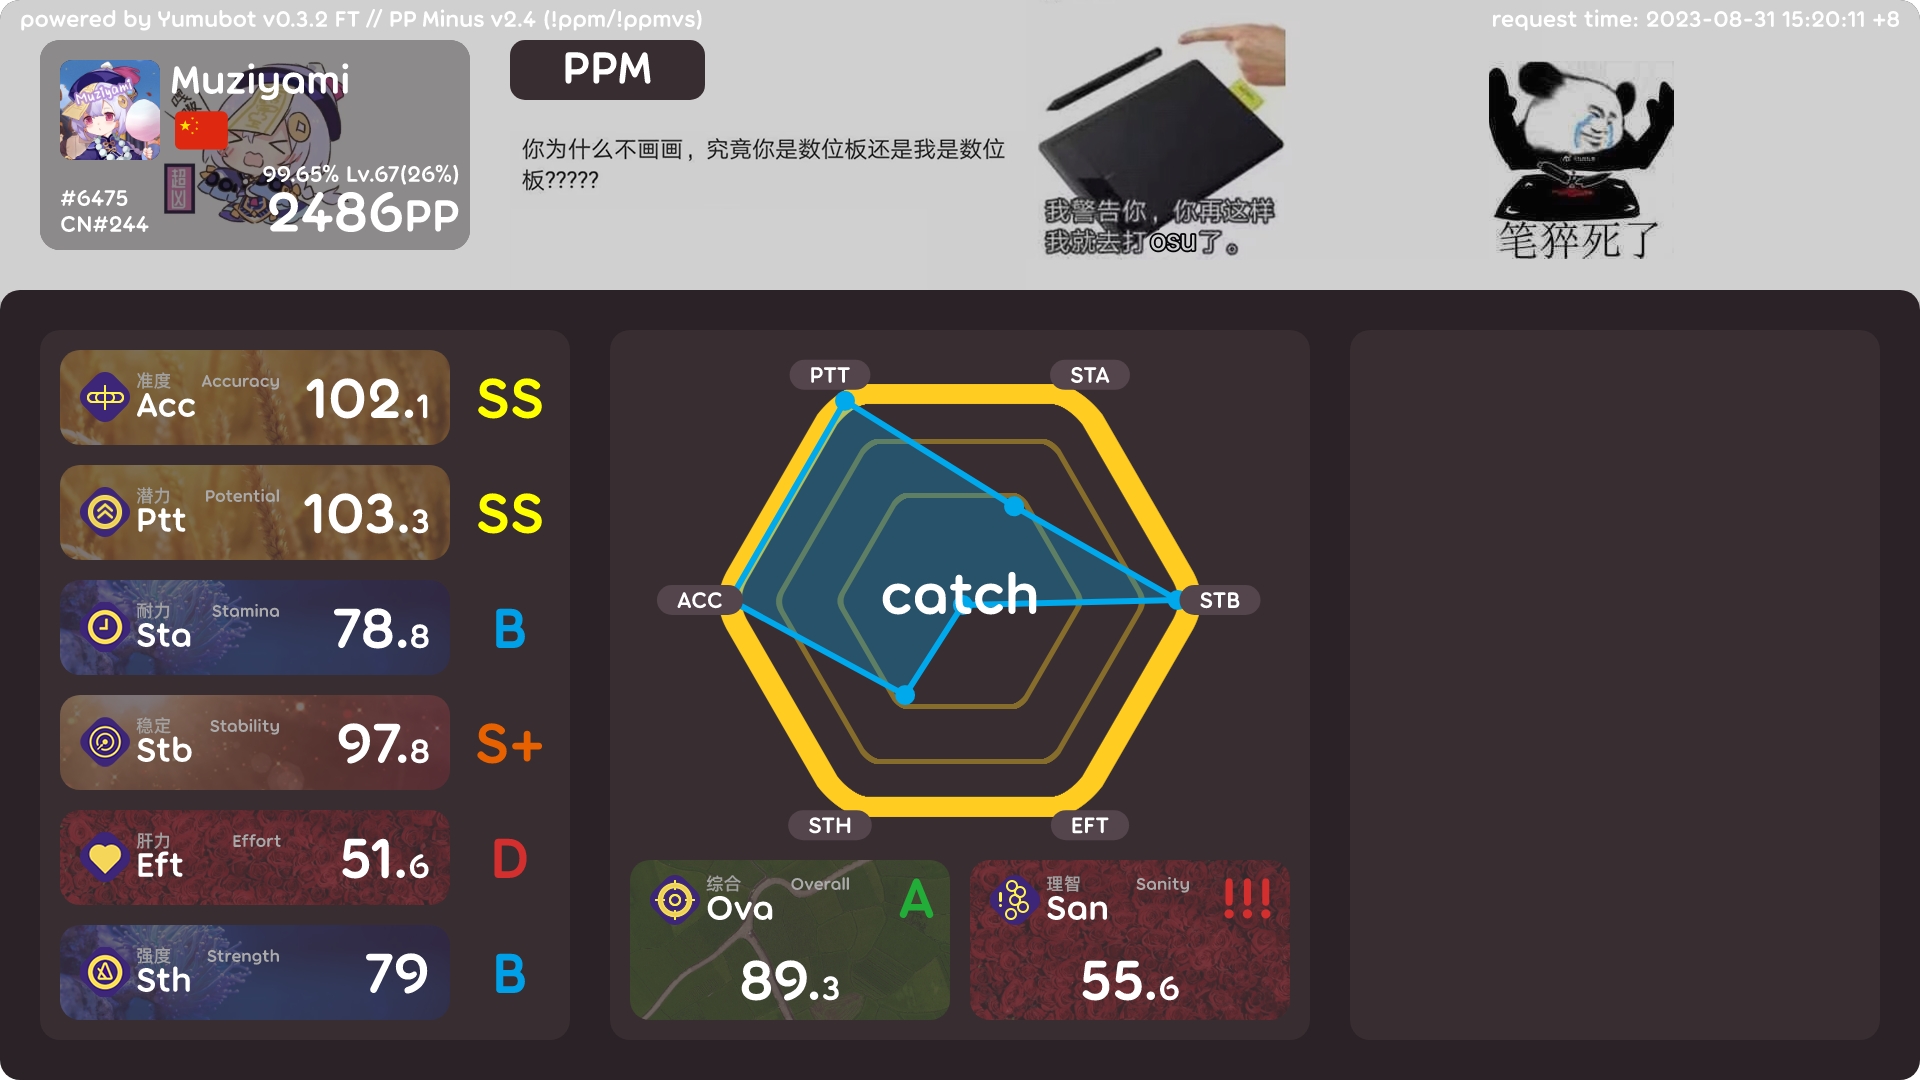 powered by Yumubot v0.3.2 FT // PP Minus v2.4 (!ppm/!ppmvs)
request time: 2023-08-31 15:20:11 +8
Muziyami
Muziyami
超凶
99.65% Lv.67(26%)
#6475
CN#244
2486PP
PPM
你为什么不画画，究竟你是数位板还是我是数位
板?????
我警告你，你再这样
我就去打osu了。
笔猝死了
准度 Accuracy
Acc 102.1 SS
潜力 Potential
Ptt 103.3 SS
耐力 Stamina
Sta 78.8 B
稳定 Stability
Stb 97.8 S+
肝力 Effort
Eft 51.6 D
强度 Strength
Sth 79 B
PTT
STA
ACC
catch
STB
STH
EFT
综合 Overall
Ova A
89.3
理智 Sanity
San !!!
55.6